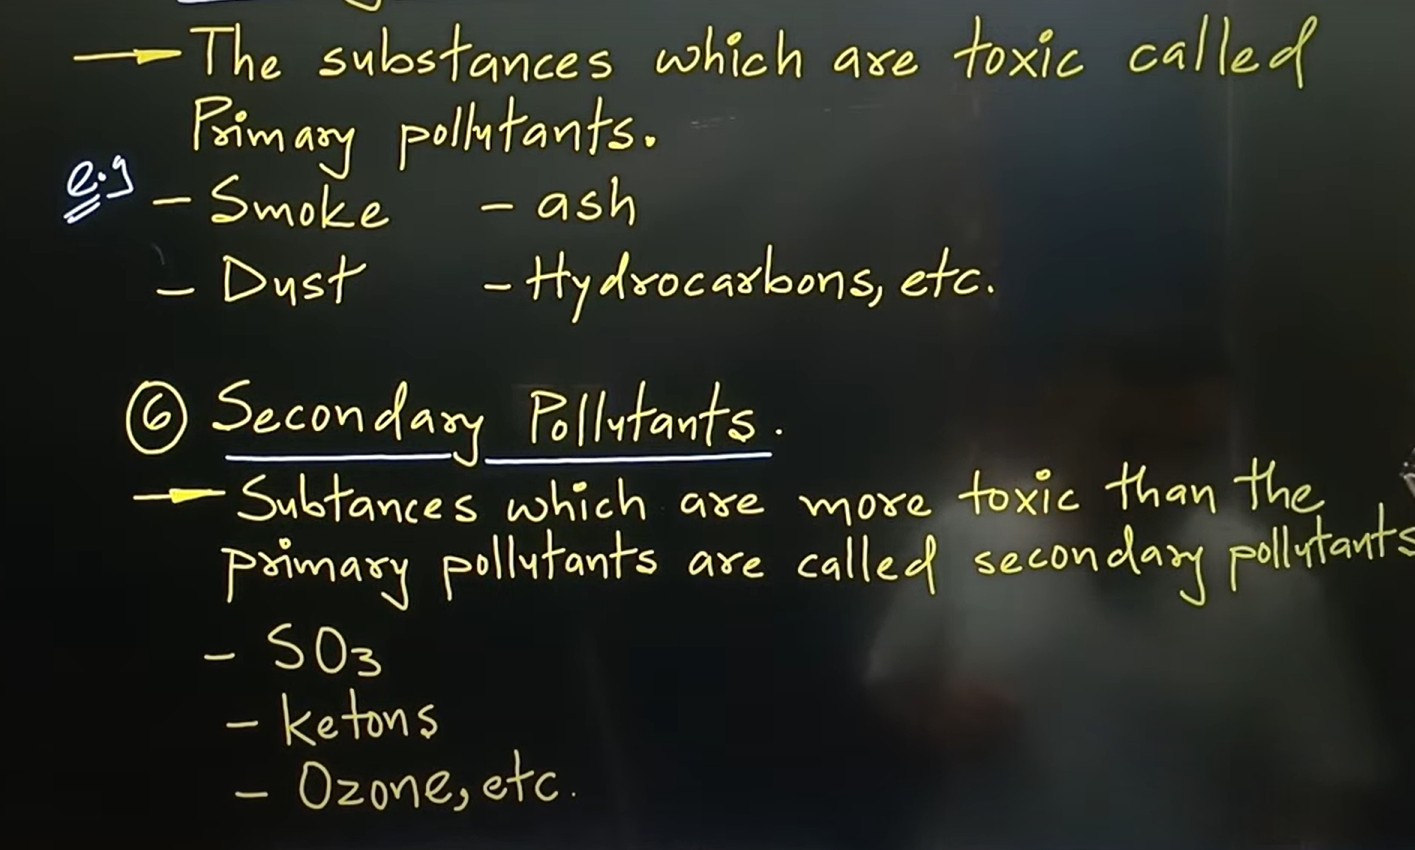 → The substances which are toxic called
Primary pollutants.
e.g
- Smoke - ash
- Dust - Hydrocarbons, etc.
⑥ Secondary Pollutants.
→ Subtances which are more toxic than the
primary pollutants are called secondary pollutants
- SO3
- ketons
- Ozone, etc.